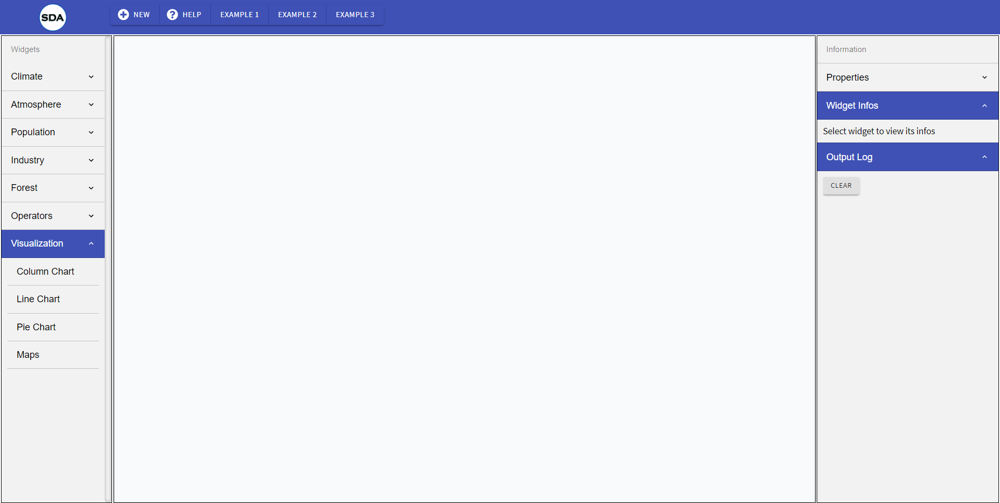 SDA
NEW
HELP
EXAMPLE 1
EXAMPLE 2
EXAMPLE 3
Widgets
Climate
Atmosphere
Population
Industry
Forest
Operators
Visualization
Column Chart
Line Chart
Pie Chart
Maps
Information
Properties
Widget Infos
Select widget to view its infos
Output Log
CLEAR